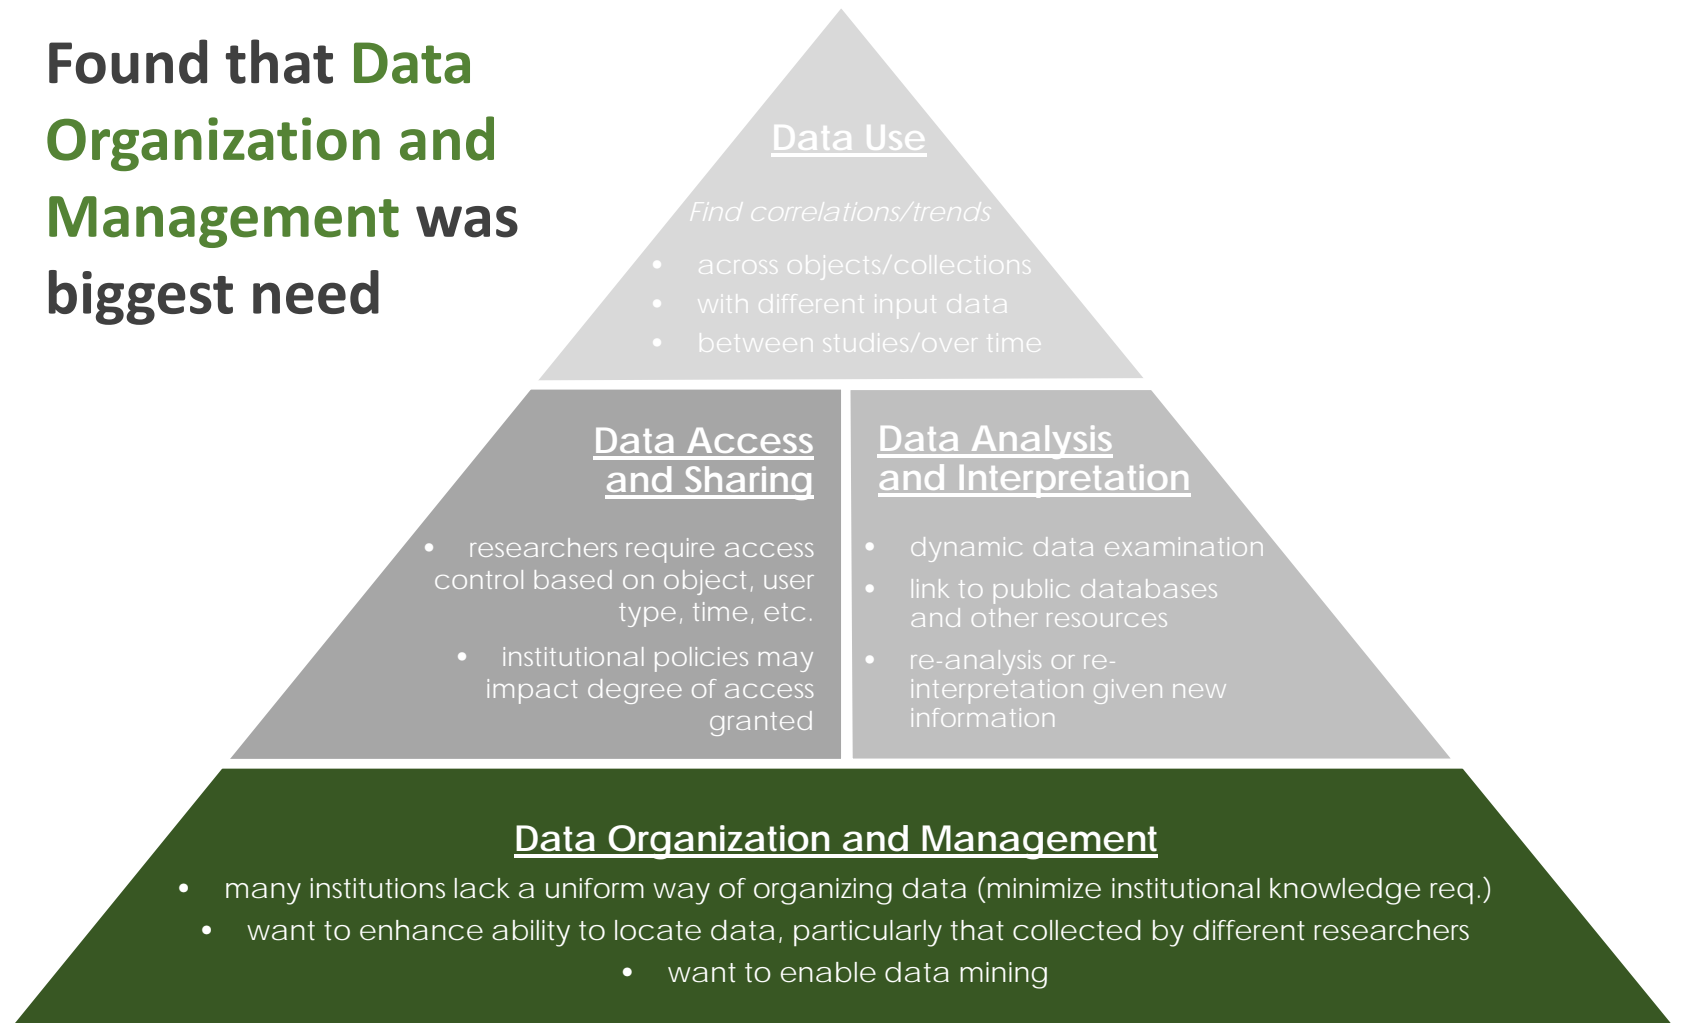 Found that Data
Organization and
Management was
biggest need
Data Use
Find correlations/trends
• across objects/collections
• with different input data
• between studies/over time
Data Access
and Sharing
• researchers require access
control based on object, user
type, time, etc.
• institutional policies may
impact degree of access
granted
Data Analysis
and Interpretation
• dynamic data examination
• link to public databases
and other resources
• re-analysis or re-
interpretation given new
information
Data Organization and Management
• many institutions lack a uniform way of organizing data (minimize institutional knowledge req.)
• want to enhance ability to locate data, particularly that collected by different researchers
• want to enable data mining